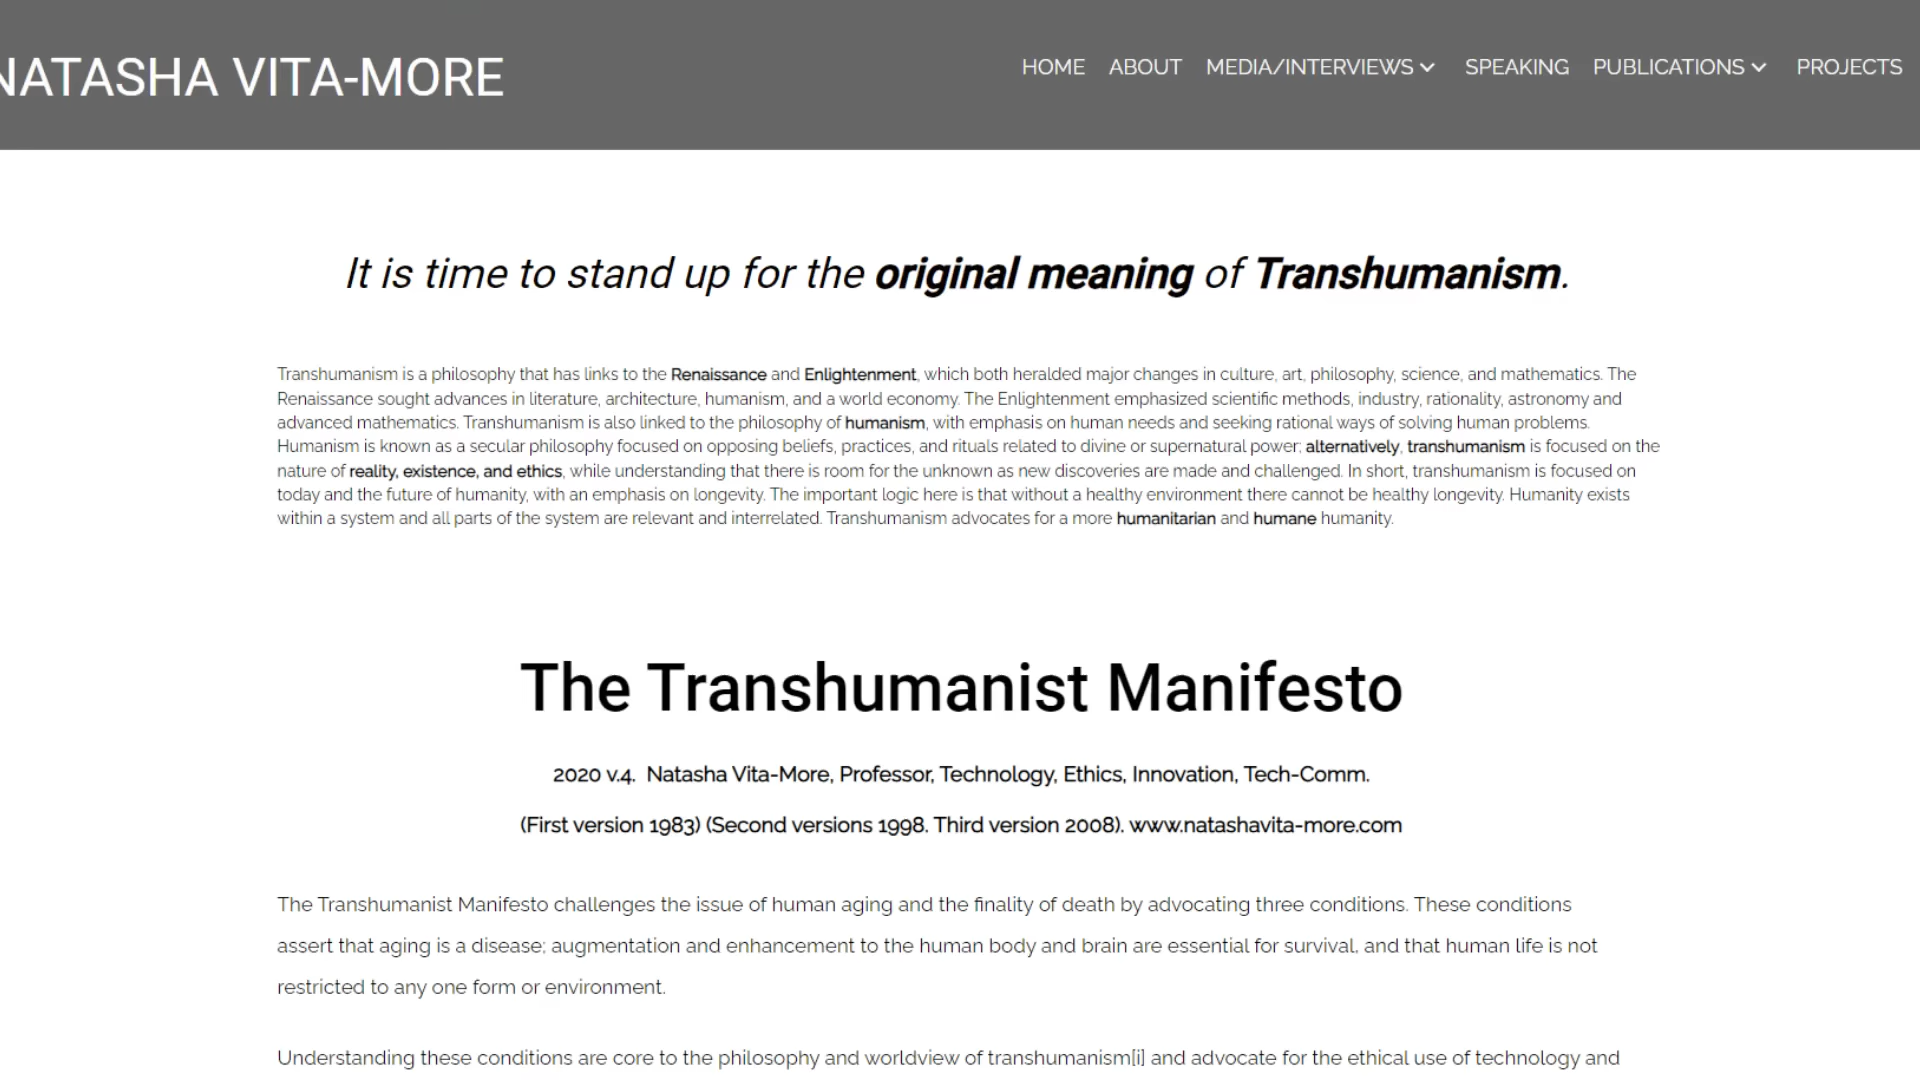 NATASHA VITA-MORE
HOME ABOUT MEDIA/INTERVIEWS SPEAKING PUBLICATIONS PROJECTS
It is time to stand up for the original meaning of Transhumanism.
Transhumanism is a philosophy that has links to the Renaissance and Enlightenment, which both heralded major changes in culture, art, philosophy, science, and mathematics. The
Renaissance sought advances in literature, architecture, humanism, and a world economy. The Enlightenment emphasized scientific methods, industry, rationality, astronomy and
advanced mathematics. Transhumanism is also linked to the philosophy of humanism, with emphasis on human needs and seeking rational ways of solving human problems.
Humanism is known as a secular philosophy focused on opposing beliefs, practices, and rituals related to divine or supernatural power; alternatively, transhumanism is focused on the
nature of reality, existence, and ethics, while understanding that there is room for the unknown as new discoveries are made and challenged. In short, transhumanism is focused on
today and the future of humanity, with an emphasis on longevity. The important logic here is that without a healthy environment there cannot be healthy longevity. Humanity exists
within a system and all parts of the system are relevant and interrelated. Transhumanism advocates for a more humanitarian and humane humanity.
The Transhumanist Manifesto
2020 v.4. Natasha Vita-More, Professor, Technology, Ethics, Innovation, Tech-Comm.
(First version 1983) (Second versions 1998. Third version 2008). www.natashavita-more.com
The Transhumanist Manifesto challenges the issue of human aging and the finality of death by advocating three conditions. These conditions
assert that aging is a disease; augmentation and enhancement to the human body and brain are essential for survival, and that human life is not
restricted to any one form or environment.
Understanding these conditions are core to the philosophy and worldview of transhumanism[i] and advocate for the ethical use of technology and